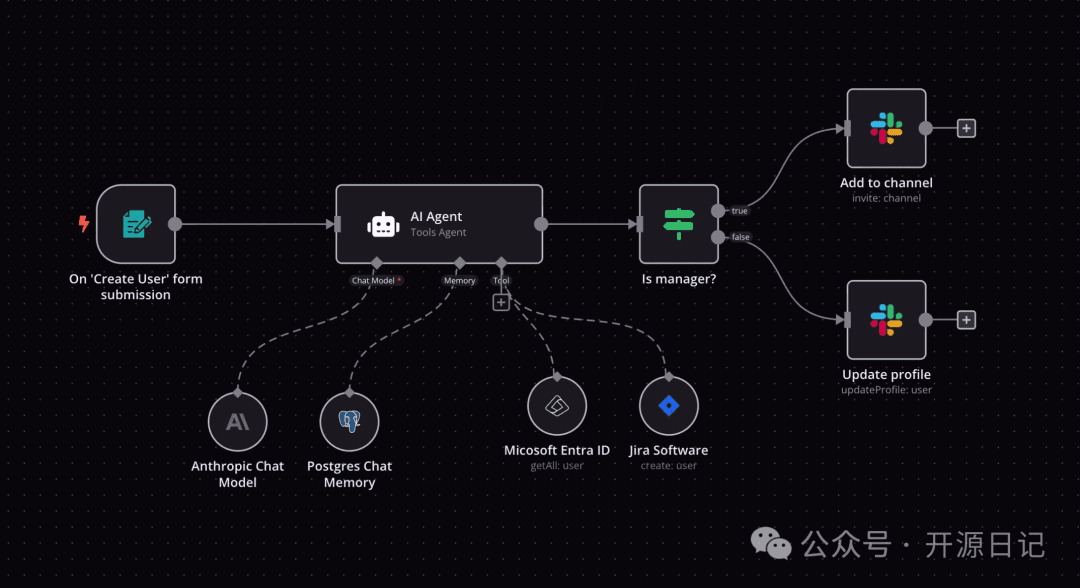 On 'Create User' form
submission
AI Agent
Tools Agent
Chat Model *
Memory
Tool
Anthropic Chat
Model
Postgres Chat
Memory
Micosoft Entra ID
getAll: user
Jira Software
create: user
Is manager?
true
false
Add to channel
invite: channel
Update profile
updateProfile: user
公众号 · 开源日记